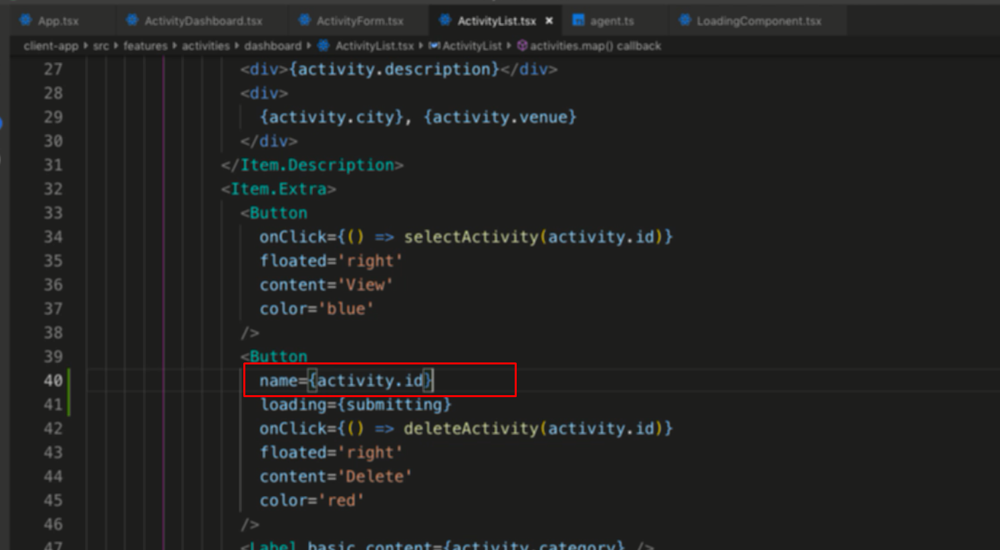 App.tsx ActivityDashboard.tsx ActivityForm.tsx ActivityList.tsx × agent.ts LoadingComponent.tsx
client-app src features activities dashboard ActivityList.tsx ActivityList activities.map() callback
27 <div>{activity.description}</div>
28 <div>
29 {activity.city}, {activity.venue}
30 </div>
31 </Item.Description>
32 <Item.Extra>
33 <Button
34 onClick={() => selectActivity(activity.id)}
35 floated='right'
36 content='View'
37 color='blue'
38 />
39 <Button
40 name={activity.id}
41 loading={submitting}
42 onClick={() => deleteActivity(activity.id)}
43 floated='right'
44 content='Delete'
45 color='red'
46 />
47 <Label basic content={activity.category} />